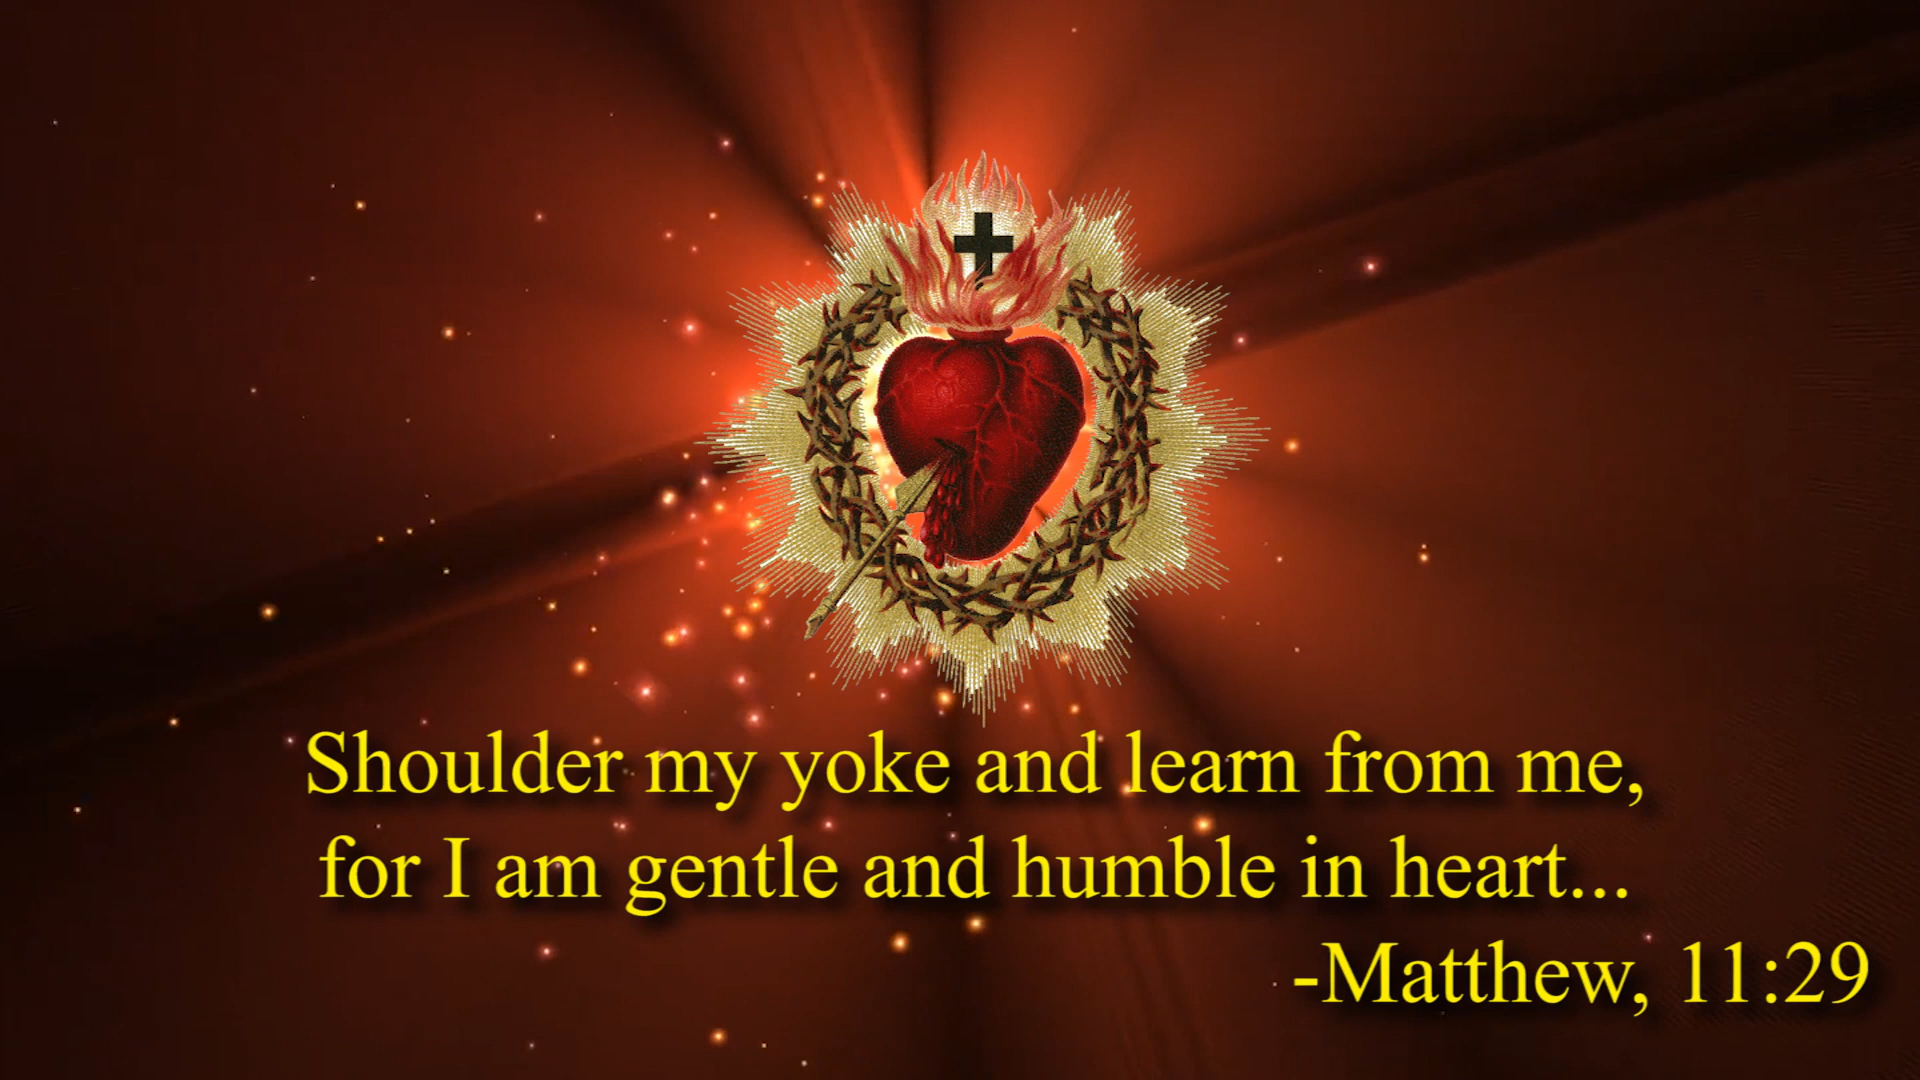 Shoulder my yoke and learn from me,
for I am gentle and humble in heart...
-Matthew, 11:29